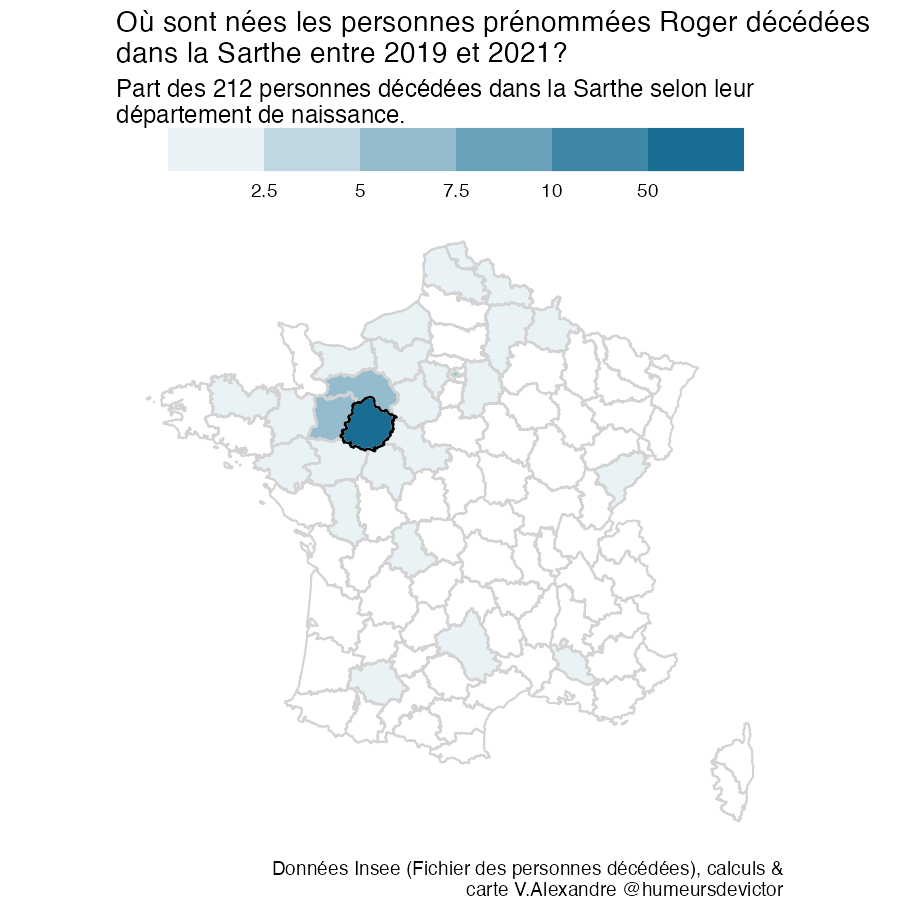 Où sont nées les personnes prénommées Roger décédées
dans la Sarthe entre 2019 et 2021?
Part des 212 personnes décédées dans la Sarthe selon leur
département de naissance.
2.5 5 7.5 10 50
Données Insee (Fichier des personnes décédées), calculs &
carte V.Alexandre @humeursdevictor